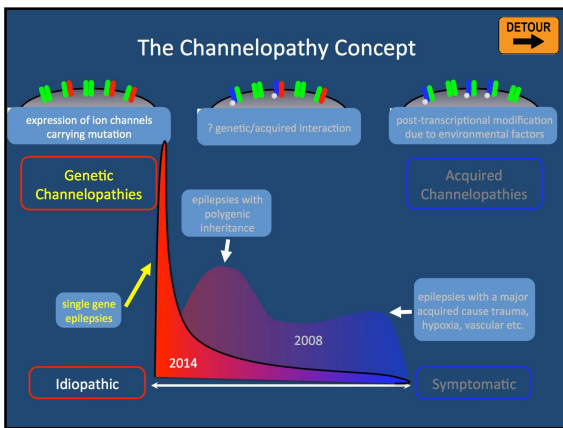 DETOUR
The Channelopathy Concept
expression of ion channels
carrying mutation
? genetic/acquired interaction
post-transcriptional modification
due to environmental factors
Genetic
Channelopathies
Acquired
Channelopathies
epilepsies with
polygenic
inheritance
single gene
epilepsies
epilepsies with a major
acquired cause trauma,
hypoxia, vascular etc.
2008
2014
Idiopathic
Symptomatic